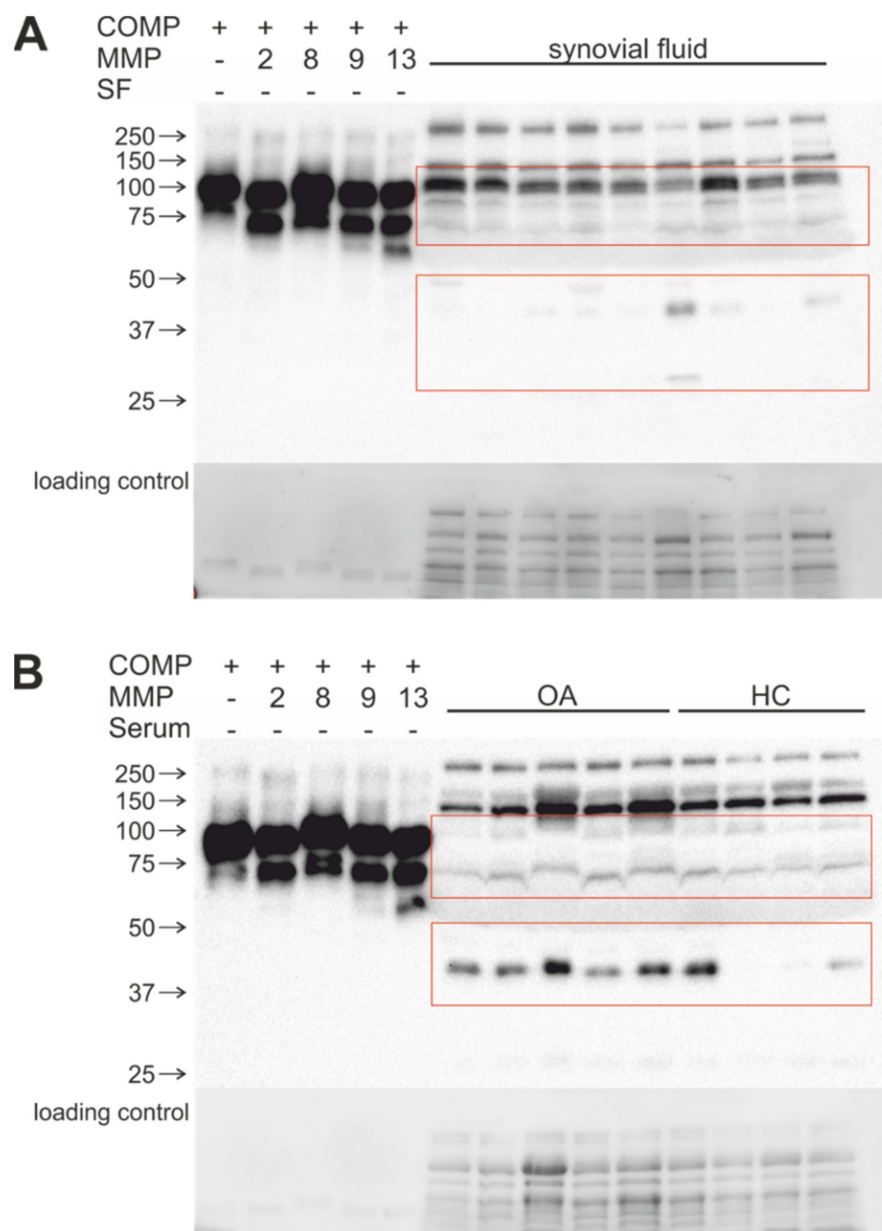 A
COMP + + + + +
MMP - 2 8 9 13 synovial fluid
SF - - - - -
250→
150→
100→
75→
50→
37→
25→
loading control
B
COMP + + + + +
MMP - 2 8 9 13 OA HC
Serum - - - - -
250→
150→
100→
75→
50→
37→
25→
loading control